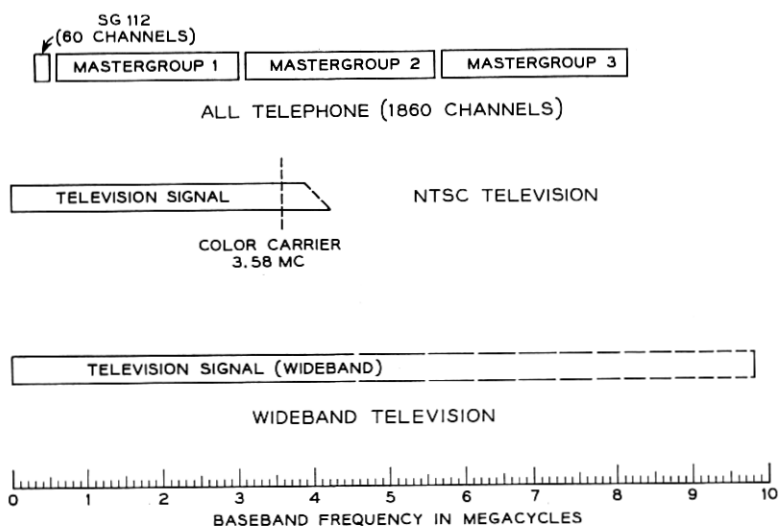 SG 112
(60 CHANNELS)
MASTERGROUP 1
MASTERGROUP 2
MASTERGROUP 3
ALL TELEPHONE (1860 CHANNELS)
TELEVISION SIGNAL
NTSC TELEVISION
COLOR CARRIER
3.58 MC
TELEVISION SIGNAL (WIDEBAND)
WIDEBAND TELEVISION
0 1 2 3 4 5 6 7 8 9 10
BASEBAND FREQUENCY IN MEGACYCLES